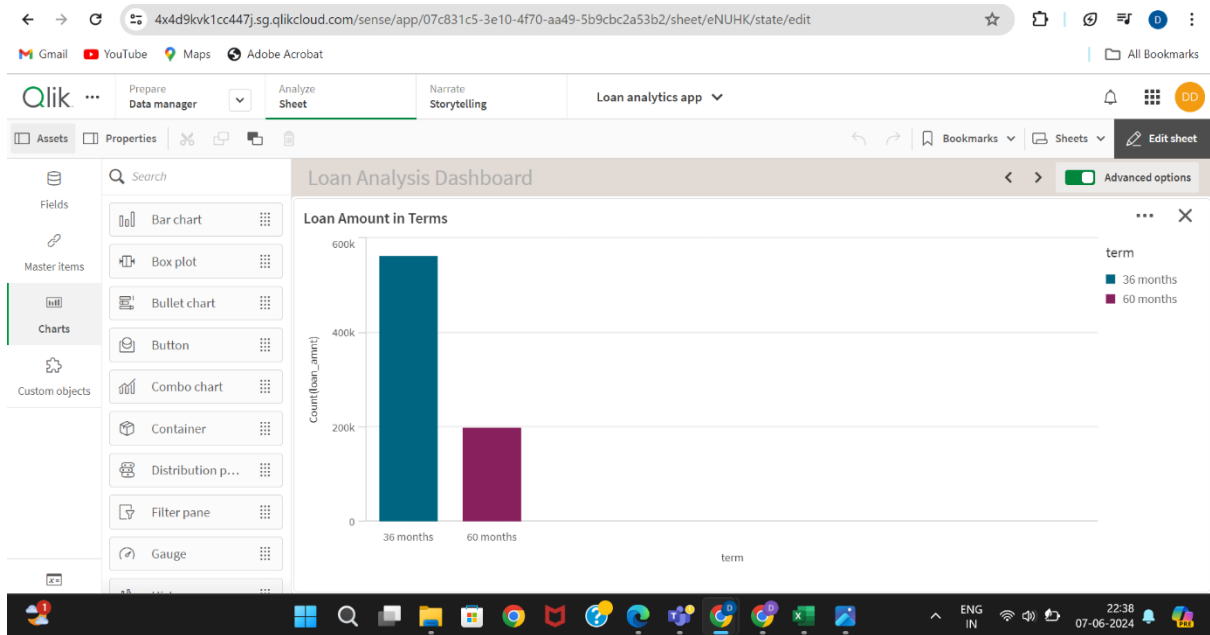 4x4d9kvk1cc447j.sg.qlikcloud.com/sense/app/07c831c5-3e10-4f70-aa49-5b9cbc2a53b2/sheet/eNUHK/state/edit
D
Gmail YouTube Maps Adobe Acrobat All Bookmarks
Qlik
Prepare
Data manager
Analyze
Sheet
Narrate
Storytelling
Loan analytics app
DD
Assets Properties Bookmarks Sheets Edit sheet
Fields
Master items
Charts
Custom objects
Search
Bar chart
Box plot
Bullet chart
Button
Combo chart
Container
Distribution p...
Filter pane
Gauge
Loan Analysis Dashboard
Advanced options
Loan Amount in Terms
600k
400k
200k
0
Count(loan_amnt)
36 months 60 months
term
term
36 months
60 months
1
ENG
IN
22:38
07-06-2024
PRE